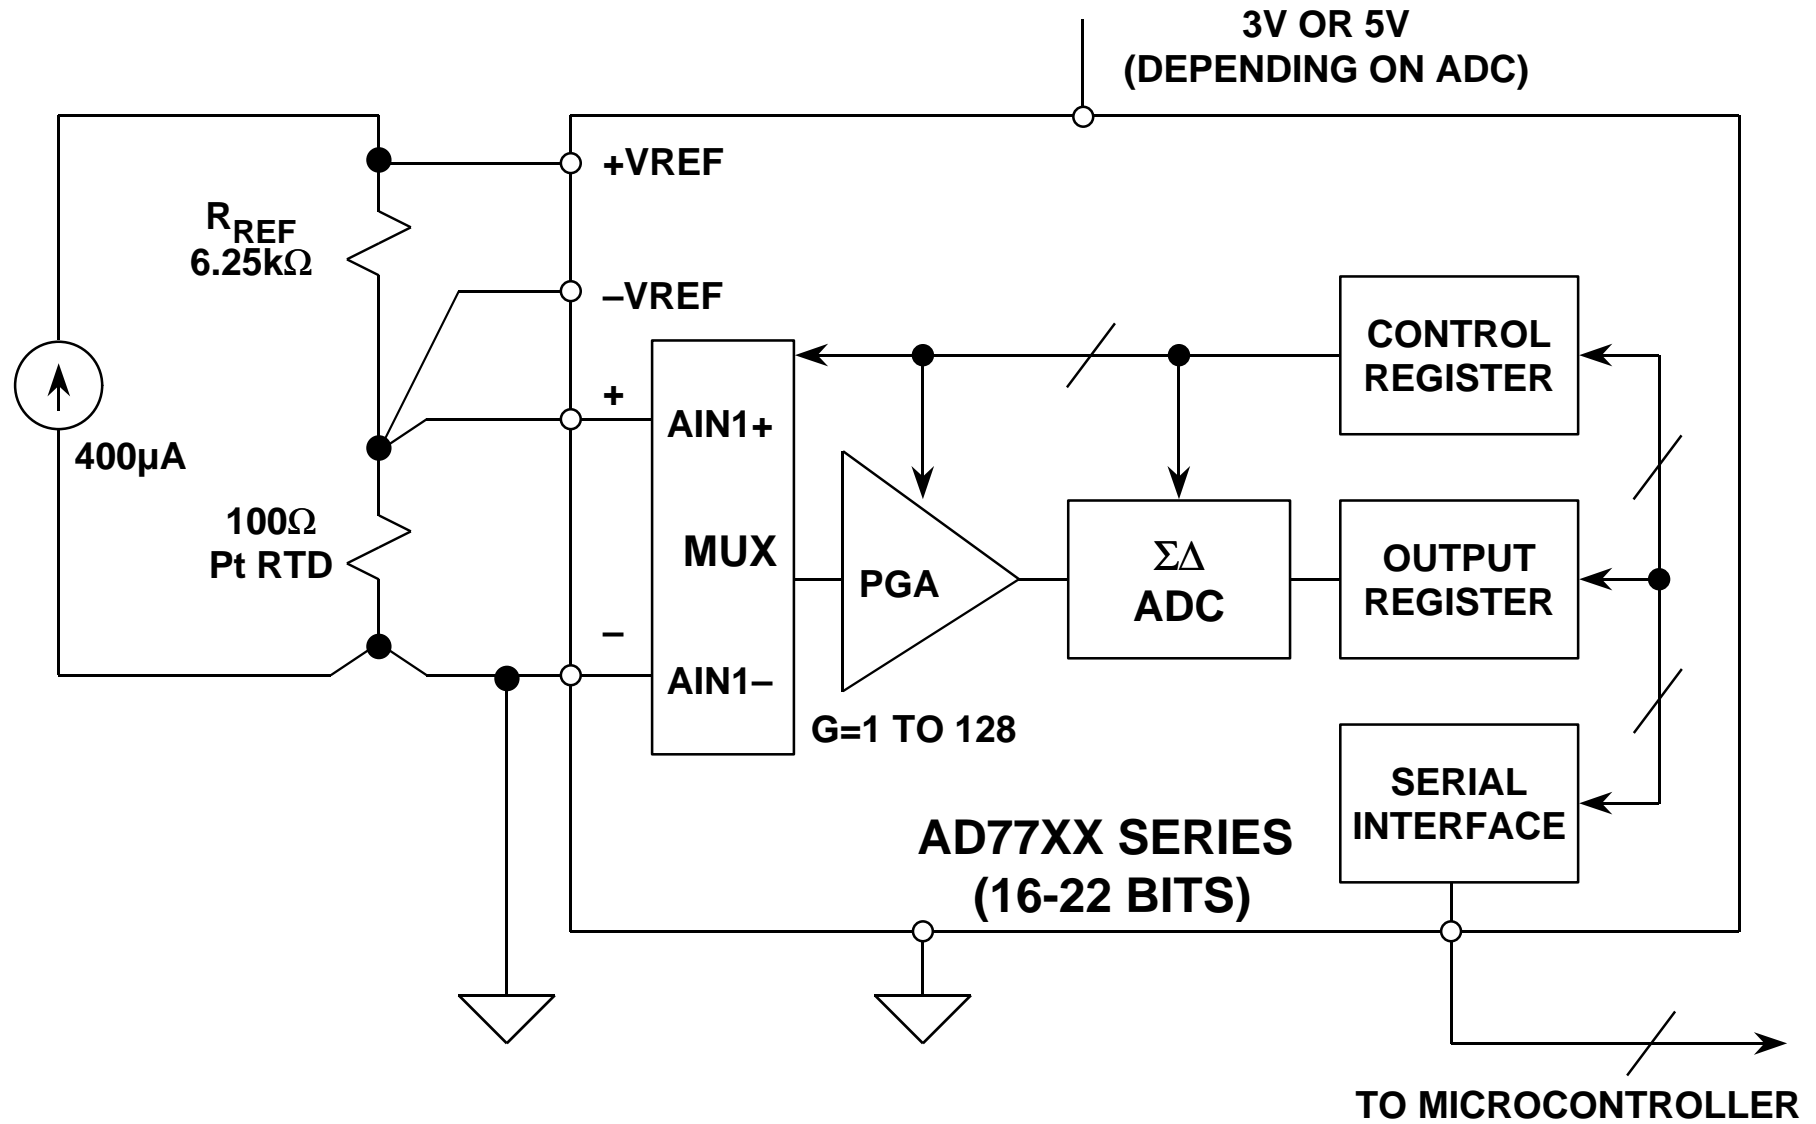 3V OR 5V
(DEPENDING ON ADC)
+VREF
RREF
6.25kΩ
–VREF
CONTROL
REGISTER
+
AIN1+
400µA
100Ω
Pt RTD
MUX
PGA
ΣΔ
ADC
OUTPUT
REGISTER
–
AIN1–
G=1 TO 128
SERIAL
INTERFACE
AD77XX SERIES
(16-22 BITS)
TO MICROCONTROLLER